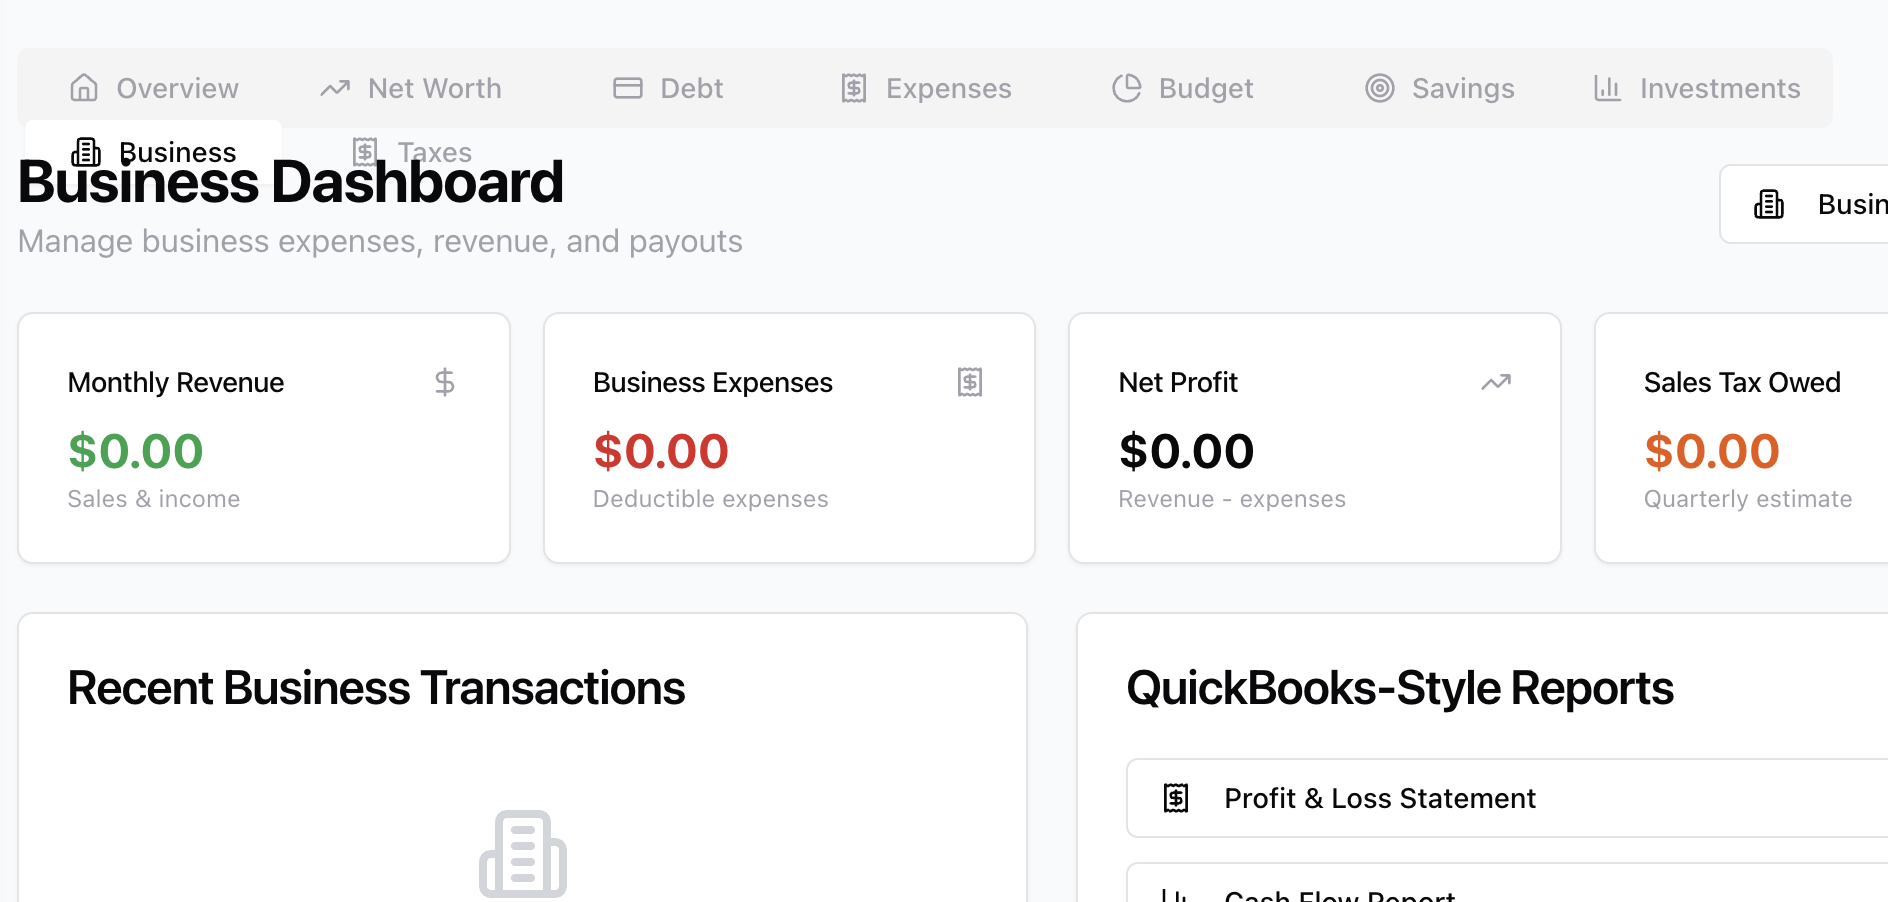 Overview Net Worth Debt Expenses Budget Savings Investments
Business Taxes
Business Dashboard
Manage business expenses, revenue, and payouts
Busin
Monthly Revenue $
$0.00
Sales & income
Business Expenses
$0.00
Deductible expenses
Net Profit
$0.00
Revenue - expenses
Sales Tax Owed
$0.00
Quarterly estimate
Recent Business Transactions
QuickBooks-Style Reports
Profit & Loss Statement
Cash Flow Report